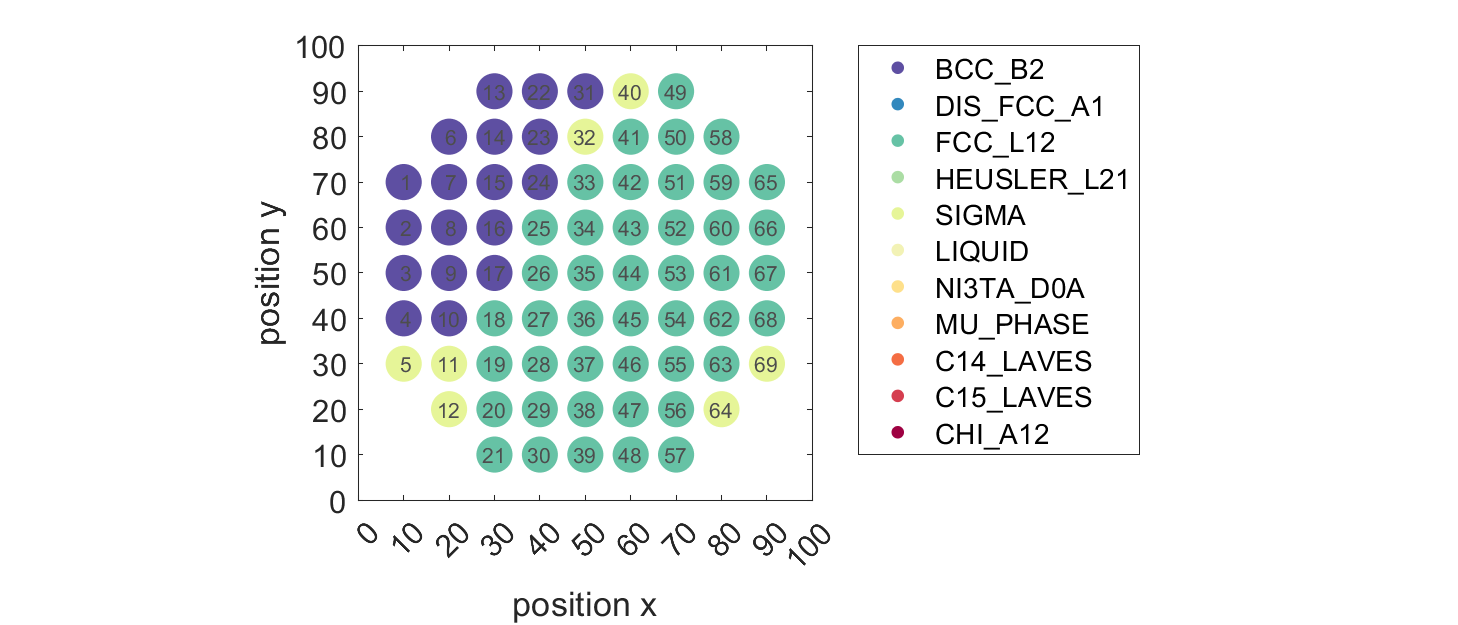 100
90
80
70
60
50
40
30
20
10
0
position y
13 22 31 40 49
6 14 23 32 41 50 58
1 7 15 24 33 42 51 59 65
2 8 16 25 34 43 52 60 66
3 9 17 26 35 44 53 61 67
4 10 18 27 36 45 54 62 68
5 11 19 28 37 46 55 63 69
12 20 29 38 47 56 64
21 30 39 48 57
0 10 20 30 40 50 60 70 80 90 100
position x
BCC_B2
DIS_FCC_A1
FCC_L12
HEUSLER_L21
SIGMA
LIQUID
NI3TA_D0A
MU_PHASE
C14_LAVES
C15_LAVES
CHI_A12